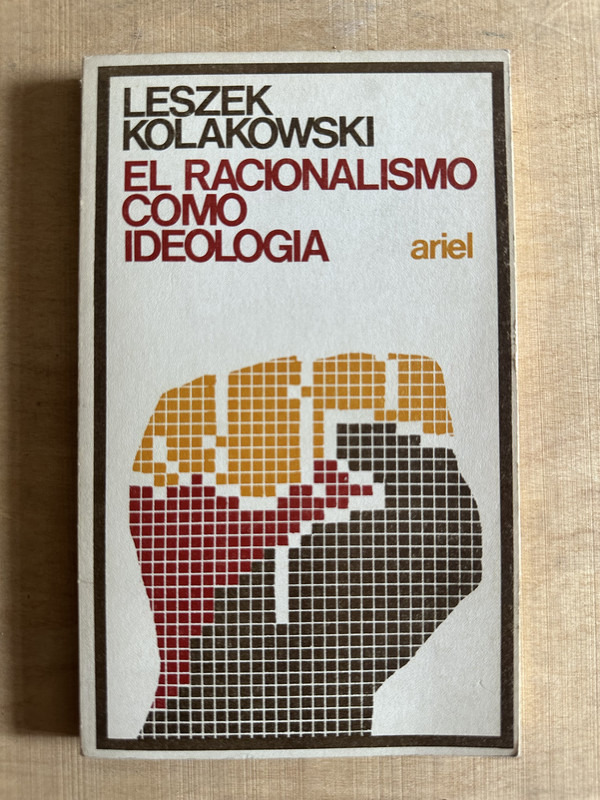 LESZEK
KOLAKOWSKI
EL RACIONALISMO
COMO
IDEOLOGIA
ariel